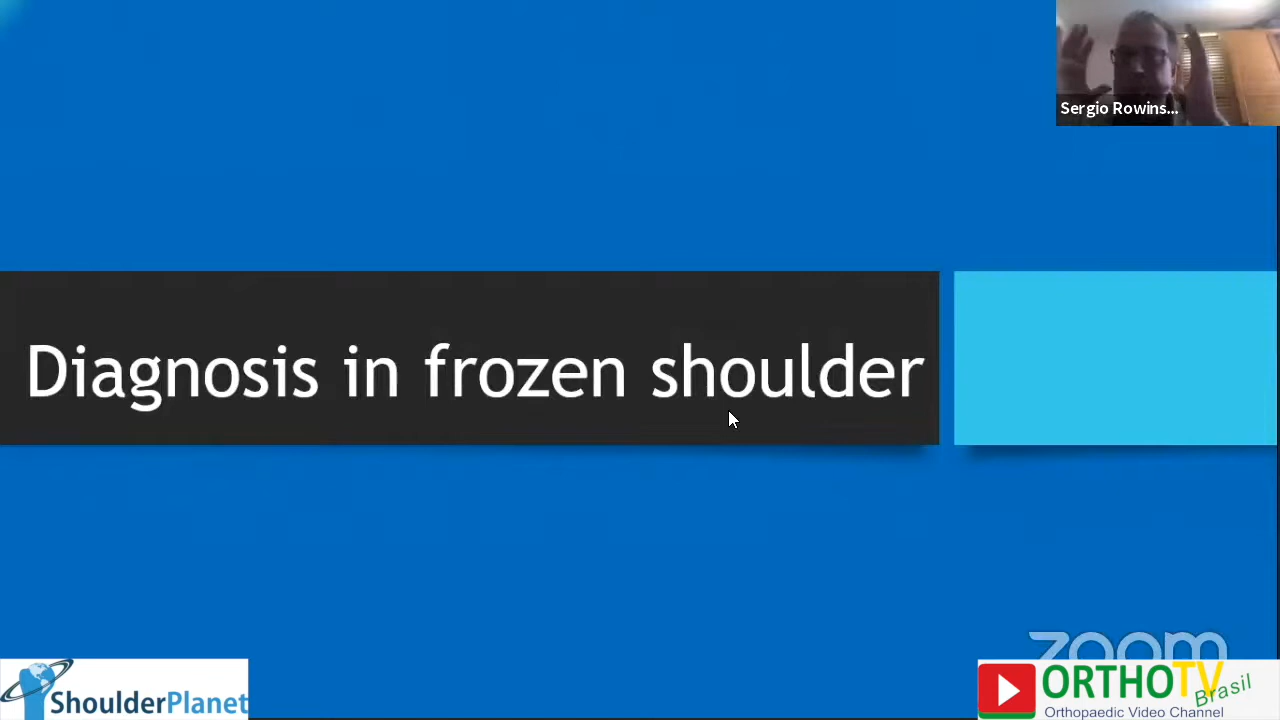 Sergio Rowins...
Diagnosis in frozen shoulder
zoom
ShoulderPlanet
ORTHOTV
Brasil
Orthopaedic Video Channel